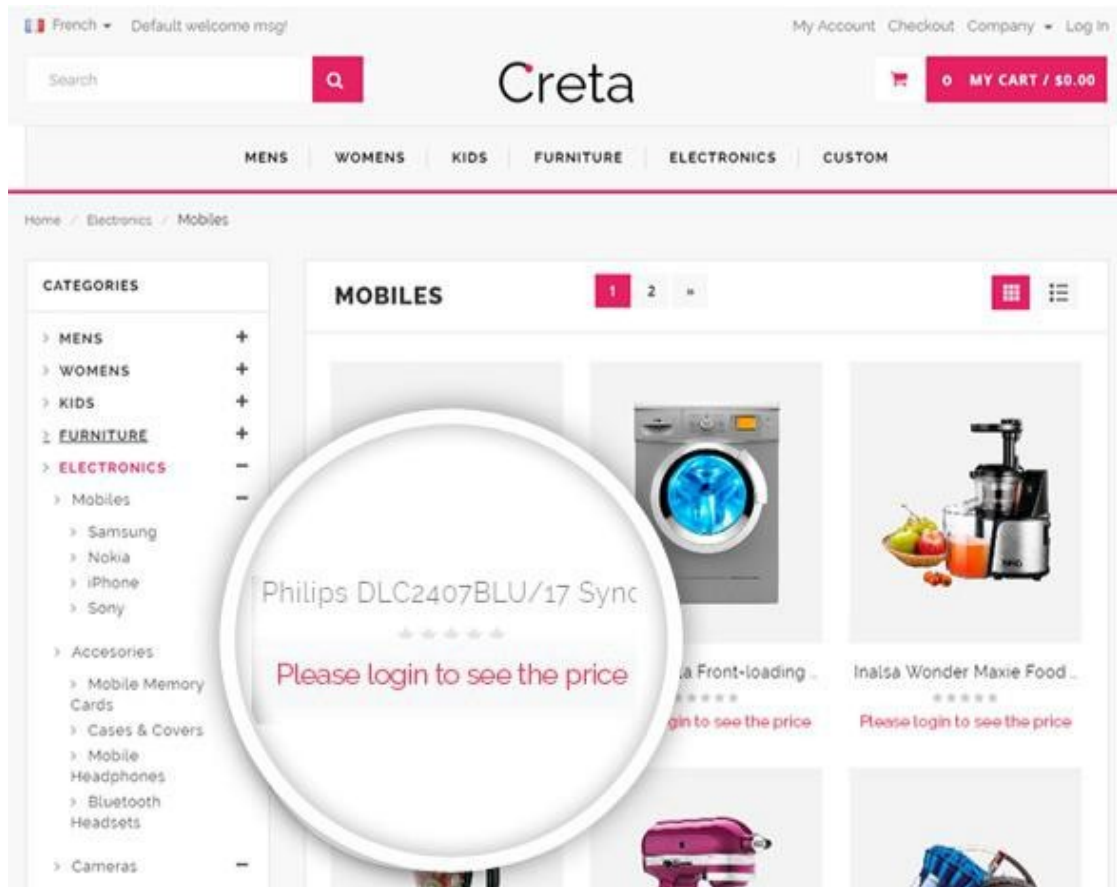 French Default welcome msg!
My Account Checkout Company Log In
Search
Creta
0 MY CART / $0.00
MENS WOMENS KIDS FURNITURE ELECTRONICS CUSTOM
Home / Electronics / Mobiles
CATEGORIES
> MENS +
> WOMENS +
> KIDS +
> FURNITURE +
> ELECTRONICS -
> Mobiles -
> Samsung
> Nokia
> iPhone
> Sony
> Accesories
> Mobile Memory
Cards
> Cases & Covers
> Mobile
Headphones
> Bluetooth
Headsets
> Cameras -
MOBILES
1 2 »
Philips DLC2407BLU/17 Sync
Please login to see the price
a Front-loading ..
gin to see the price
Inalsa Wonder Maxie Food ..
Please login to see the price